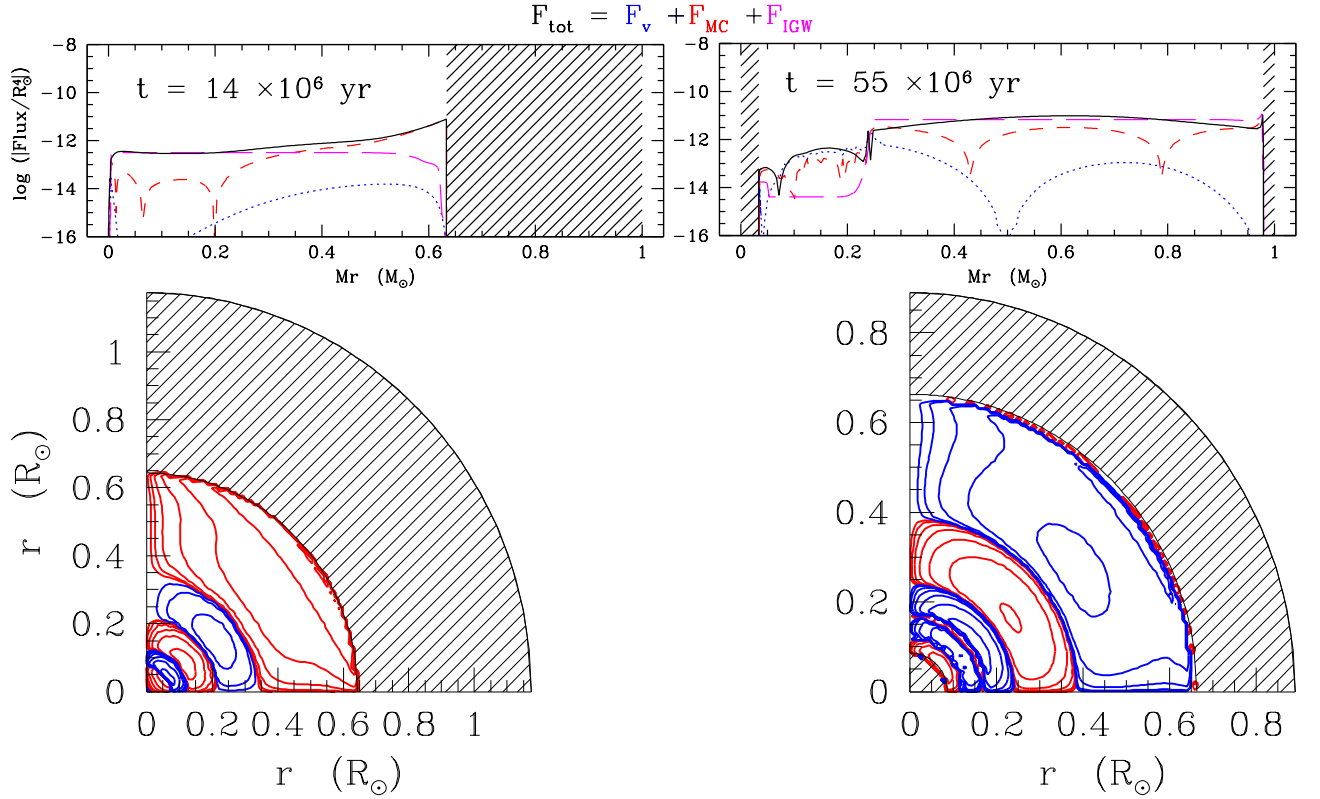 F_tot = F_v + F_MC + F_IGW
-8
-10
-12
-14
-16
log (|Flux/R⊙⁴|)
t = 14 ×10⁶ yr
0 0.2 0.4 0.6 0.8 1
Mr (M⊙)
-8
-10
-12
-14
-16
t = 55 ×10⁶ yr
0 0.2 0.4 0.6 0.8 1
Mr (M⊙)
1
0.8
0.6
0.4
0.2
0
r (R⊙)
0 0.2 0.4 0.6 0.8 1
r (R⊙)
0.8
0.6
0.4
0.2
0
0 0.2 0.4 0.6 0.8
r (R⊙)